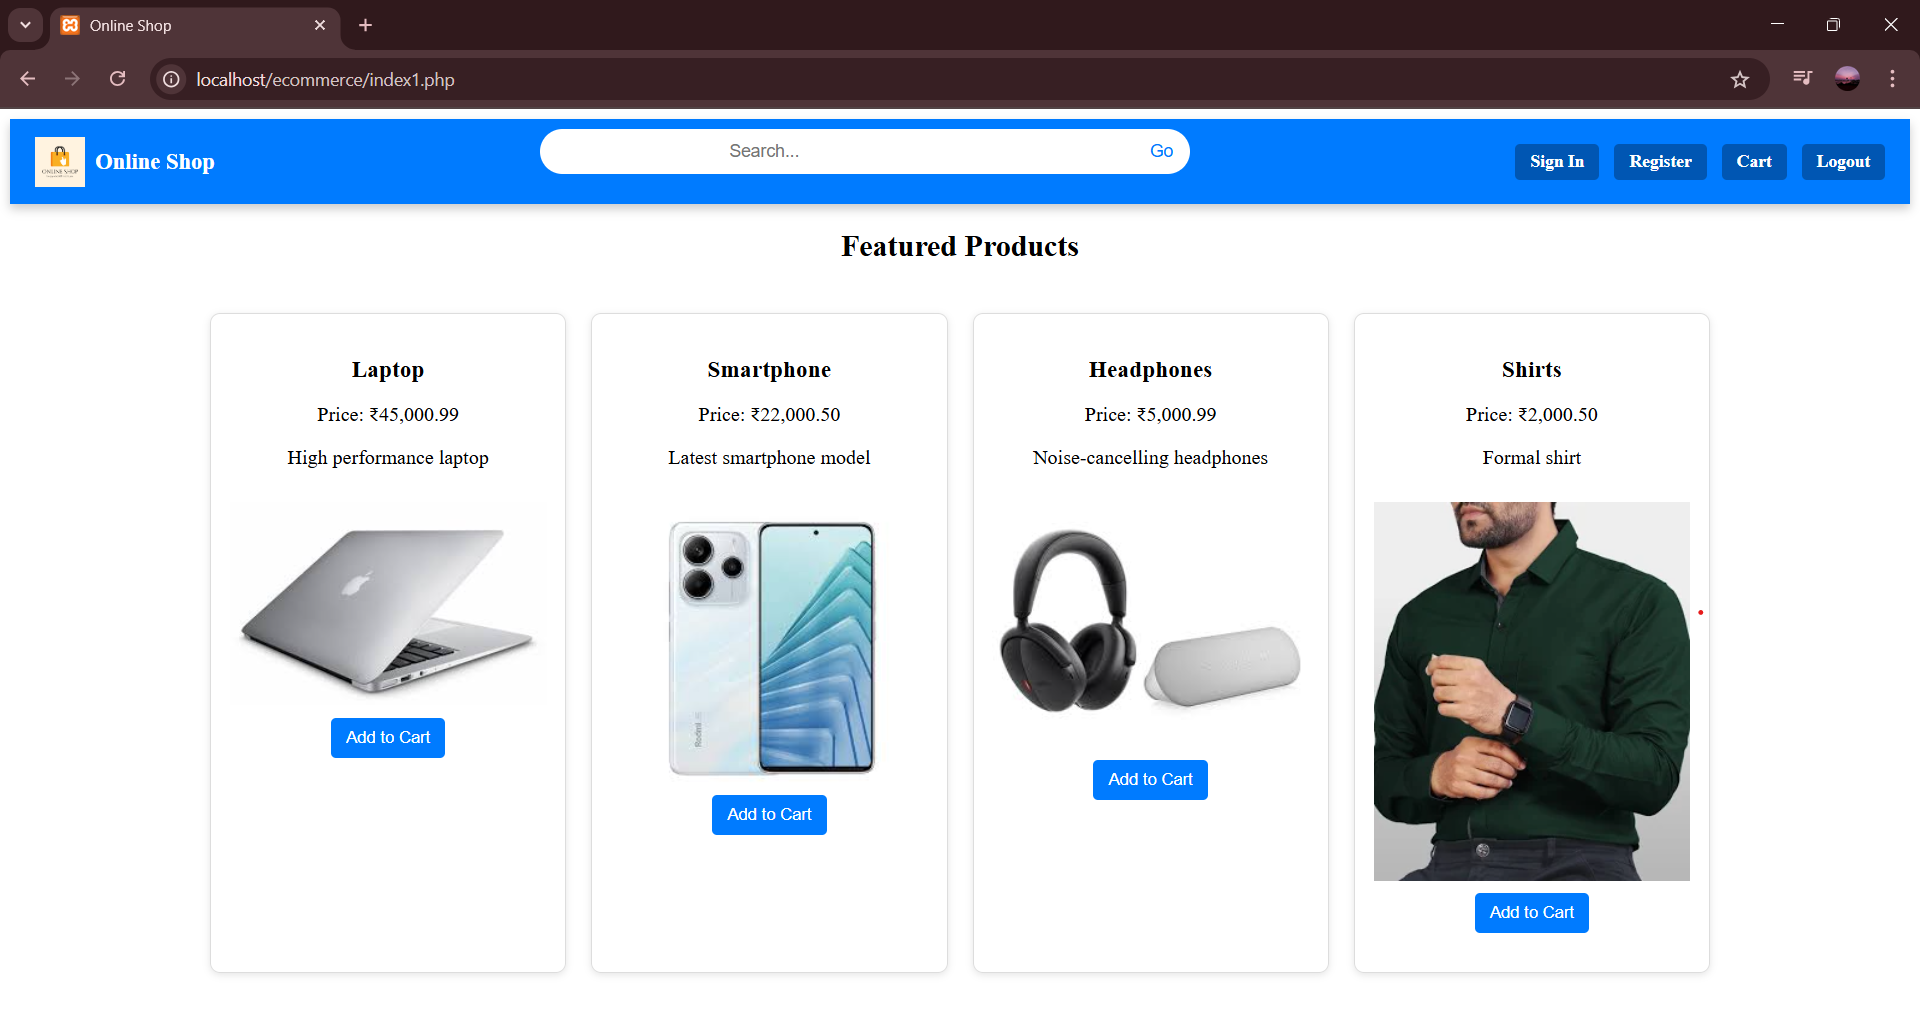 Online Shop
localhost/ecommerce/index1.php
ONLINE SHOP
Online Shop
Search...
Go
Sign In
Register
Cart
Logout
Featured Products
Laptop
Price: ₹45,000.99
High performance laptop
Add to Cart
Smartphone
Price: ₹22,000.50
Latest smartphone model
Redmi
Add to Cart
Headphones
Price: ₹5,000.99
Noise-cancelling headphones
Add to Cart
Shirts
Price: ₹2,000.50
Formal shirt
Add to Cart